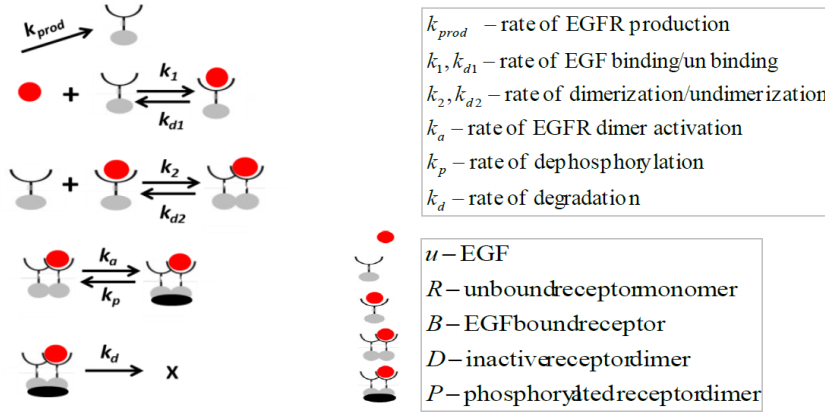 k_prod
+ k_1
k_d1
+ k_2
k_d2
k_a
k_p
k_d
X
k_prod – rate of EGFR production
k_1, k_d1 – rate of EGF binding/un binding
k_2, k_d2 – rate of dimerization/undimerization
k_a – rate of EGFR dimer activation
k_p – rate of dephosphorylation
k_d – rate of degradation
u – EGF
R – unboundreceptormonomer
B – EGFboundreceptor
D – inactivereceptordimer
P – phosphorylatedreceptordimer